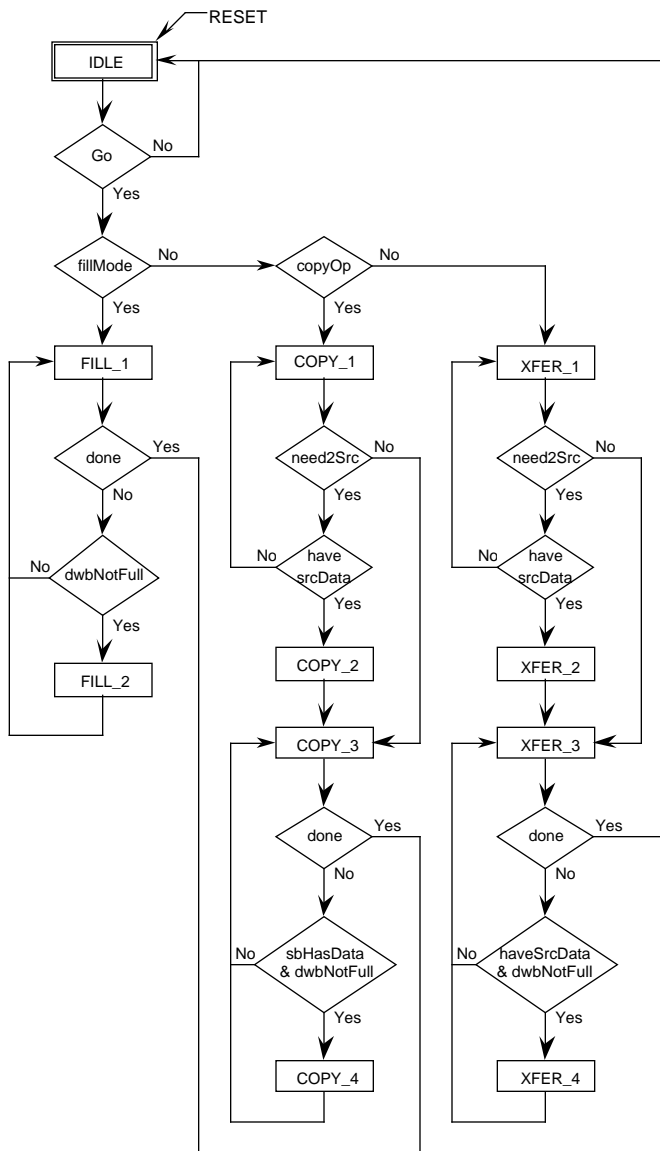 RESET
IDLE
Go
No
Yes
fillMode
No
copyOp
No
Yes
Yes
FILL_1
COPY_1
XFER_1
done
Yes
need2Src
No
need2Src
No
No
Yes
Yes
dwbNotFull
No
No
have
srcData
No
have
srcData
Yes
Yes
Yes
FILL_2
COPY_2
XFER_2
COPY_3
XFER_3
done
Yes
done
Yes
No
No
No
sbHasData
& dwbNotFull
No
haveSrcData
& dwbNotFull
Yes
Yes
COPY_4
XFER_4